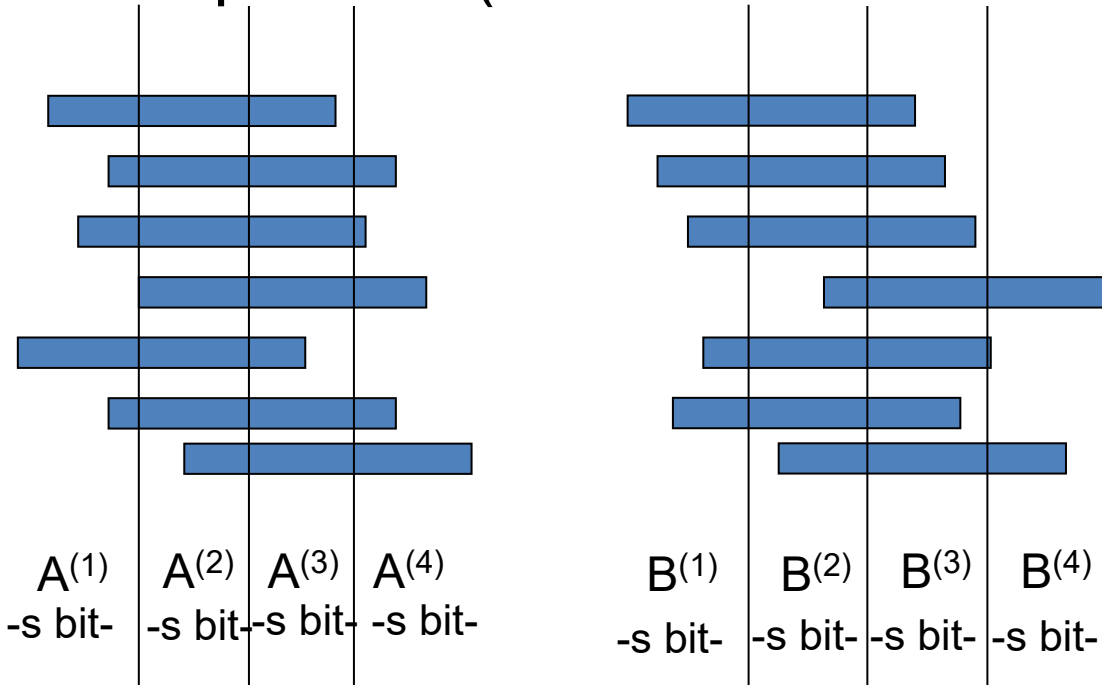 A(1) A(2) A(3) A(4) B(1) B(2) B(3) B(4)
-s bit- -s bit- -s bit- -s bit- -s bit- -s bit- -s bit- -s bit-